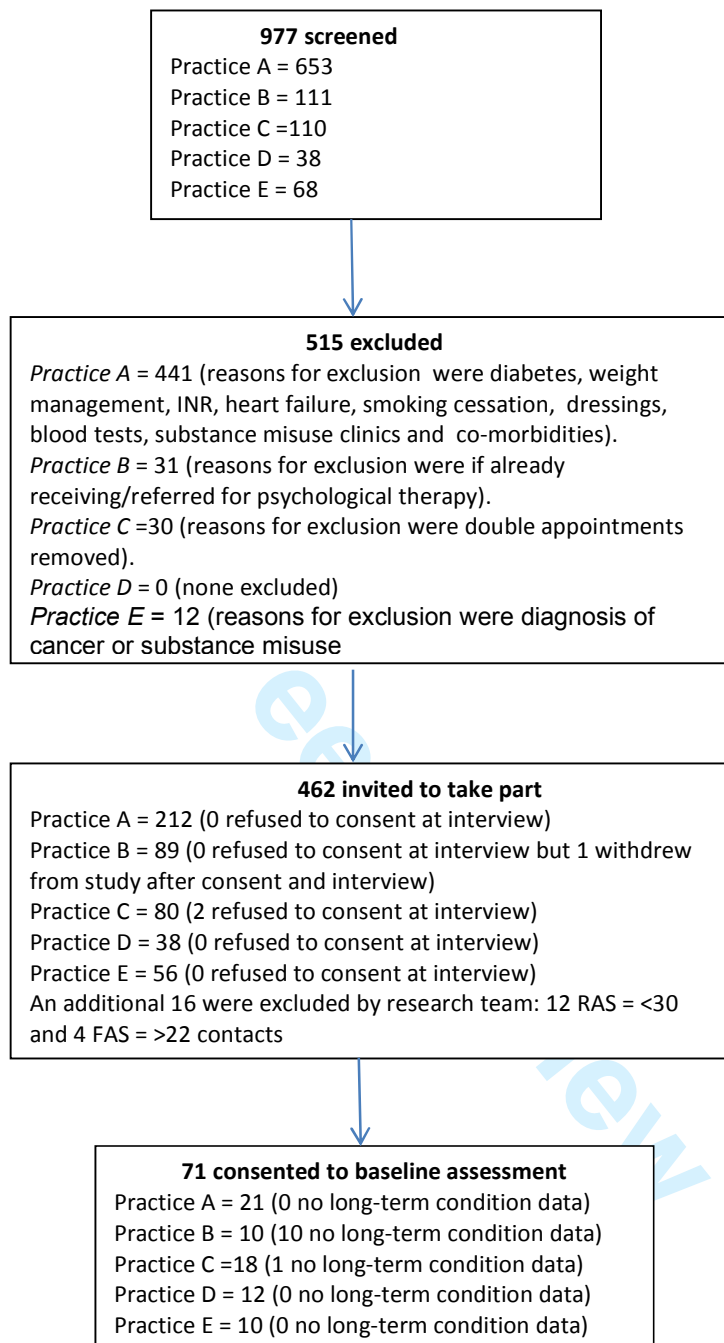 977 screened
Practice A = 653
Practice B = 111
Practice C =110
Practice D = 38
Practice E = 68
515 excluded
Practice A = 441 (reasons for exclusion were diabetes, weight
management, INR, heart failure, smoking cessation, dressings,
blood tests, substance misuse clinics and co-morbidities).
Practice B = 31 (reasons for exclusion were if already
receiving/referred for psychological therapy).
Practice C =30 (reasons for exclusion were double appointments
removed).
Practice D = 0 (none excluded)
Practice E = 12 (reasons for exclusion were diagnosis of
cancer or substance misuse
462 invited to take part
Practice A = 212 (0 refused to consent at interview)
Practice B = 89 (0 refused to consent at interview but 1 withdrew
from study after consent and interview)
Practice C = 80 (2 refused to consent at interview)
Practice D = 38 (0 refused to consent at interview)
Practice E = 56 (0 refused to consent at interview)
An additional 16 were excluded by research team: 12 RAS = <30
and 4 FAS = >22 contacts
71 consented to baseline assessment
Practice A = 21 (0 no long-term condition data)
Practice B = 10 (10 no long-term condition data)
Practice C =18 (1 no long-term condition data)
Practice D = 12 (0 no long-term condition data)
Practice E = 10 (0 no long-term condition data)